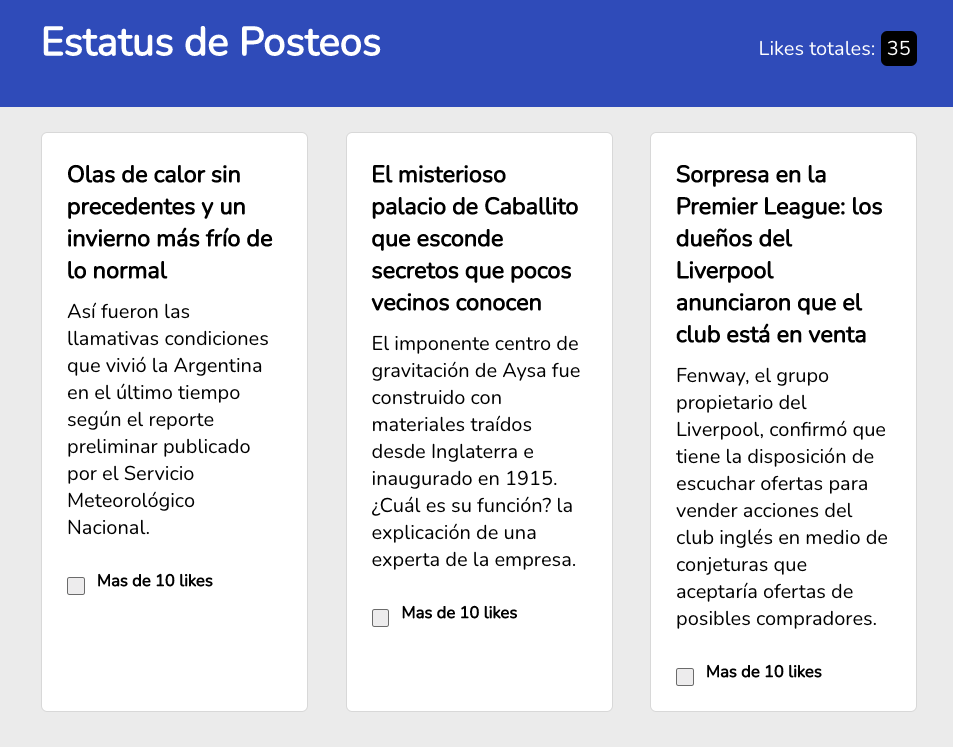 Estatus de Posteos
Likes totales: 35
Olas de calor sin
precedentes y un
invierno más frío de
lo normal
Así fueron las
llamativas condiciones
que vivió la Argentina
en el último tiempo
según el reporte
preliminar publicado
por el Servicio
Meteorológico
Nacional.
Mas de 10 likes
El misterioso
palacio de Caballito
que esconde
secretos que pocos
vecinos conocen
El imponente centro de
gravitación de Aysa fue
construido con
materiales traídos
desde Inglaterra e
inaugurado en 1915.
¿Cuál es su función? la
explicación de una
experta de la empresa.
Mas de 10 likes
Sorpresa en la
Premier League: los
dueños del
Liverpool
anunciaron que el
club está en venta
Fenway, el grupo
propietario del
Liverpool, confirmó que
tiene la disposición de
escuchar ofertas para
vender acciones del
club inglés en medio de
conjeturas que
aceptaría ofertas de
posibles compradores.
Mas de 10 likes